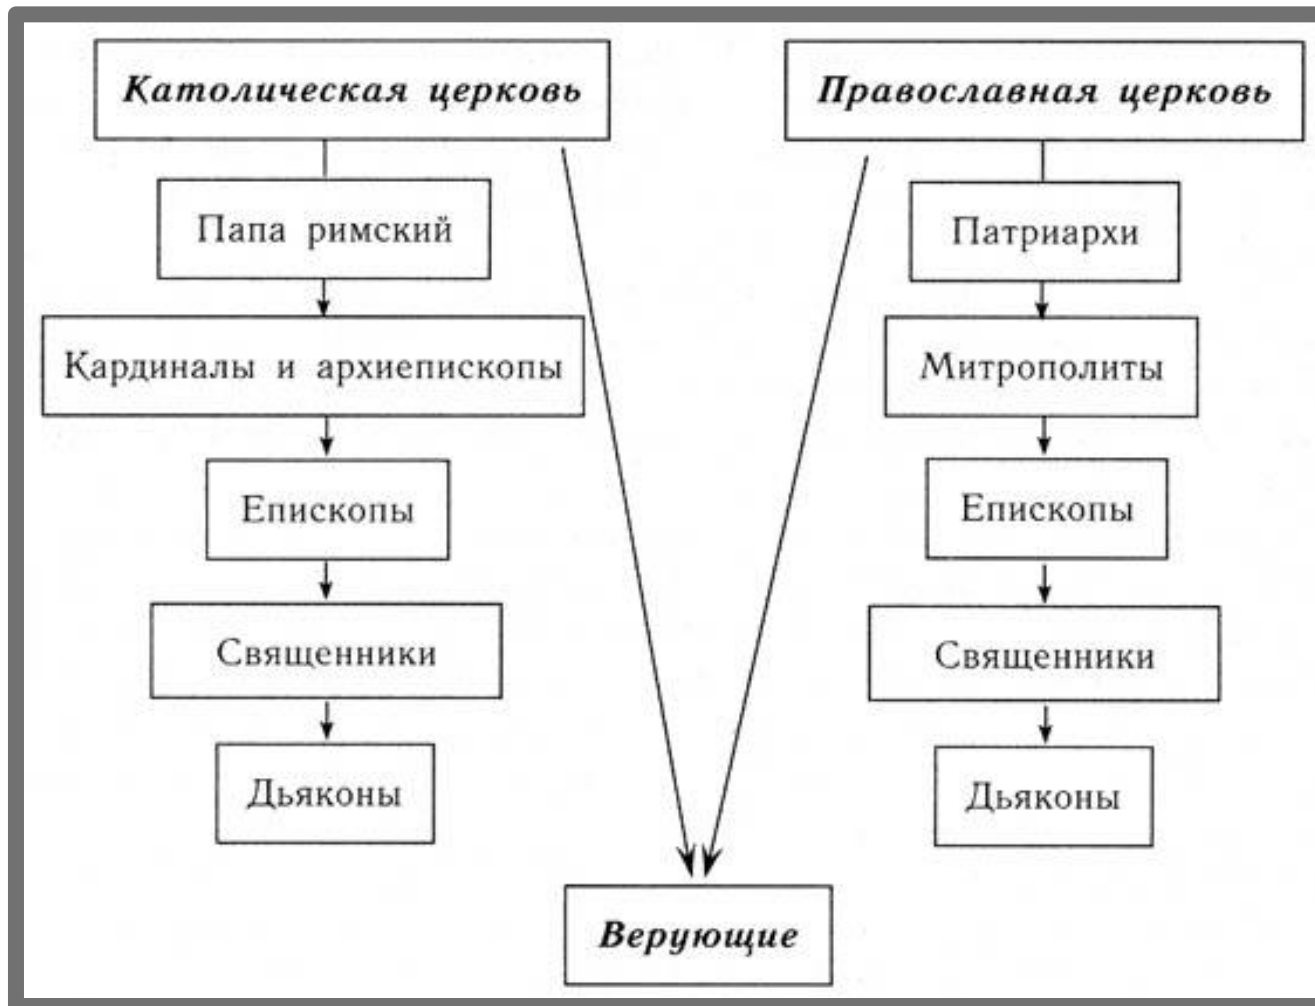 Католическая церковь
Папа римский
Кардиналы и архиепископы
Епископы
Священники
Дьяконы
Православная церковь
Патриархи
Митрополиты
Епископы
Священники
Дьяконы
Верующие